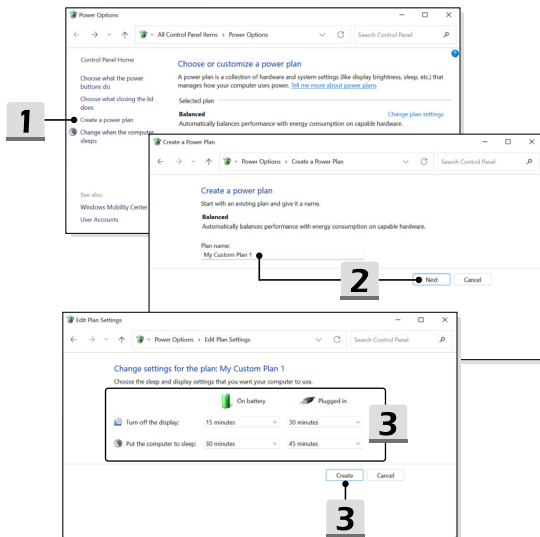 Power Options
All Control Panel Items > Power Options
Search Control Panel
Control Panel Home
Choose what the power
buttons do
Choose what closing the lid
does
Create a power plan
Change when the computer
sleeps
See also
Windows Mobility Center
User Accounts
Choose or customize a power plan
A power plan is a collection of hardware and system settings (like display brightness, sleep, etc.) that
manages how your computer uses power. Tell me more about power plans
Selected plan
Balanced
Change plan settings
Automatically balances performance with energy consumption on capable hardware.
1
Create a Power Plan
Power Options > Create a Power Plan
Search Control Panel
Create a power plan
Start with an existing plan and give it a name.
Balanced
Automatically balances performance with energy consumption on capable hardware.
Plan name:
My Custom Plan 1
2
Next
Cancel
Edit Plan Settings
Power Options > Edit Plan Settings
Search Control Panel
Change settings for the plan: My Custom Plan 1
Choose the sleep and display settings that you want your computer to use.
On battery
Plugged in
Turn off the display:
15 minutes
30 minutes
Put the computer to sleep:
30 minutes
45 minutes
3
Create
Cancel
3